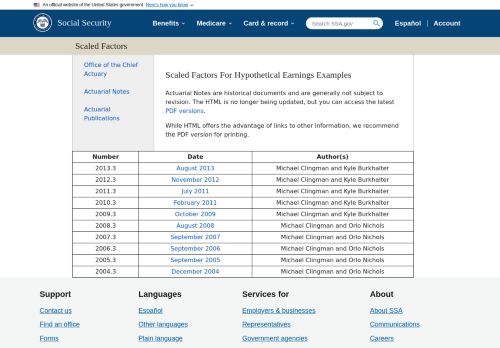 An official website of the United States government Here's how you know
Social Security
Benefits Medicare Card & record Search SSA.gov Español Account
Scaled Factors
Office of the Chief
Actuary
Actuarial Notes
Actuarial
Publications
Scaled Factors For Hypothetical Earnings Examples
Actuarial Notes are historical documents and are generally not subject to
revision. The HTML is no longer being updated, but you can access the latest
PDF versions.
While HTML offers the advantage of links to other information, we recommend
the PDF version for printing.
Number Date Author(s)
2013.3 August 2013 Michael Clingman and Kyle Burkhalter
2012.3 November 2012 Michael Clingman and Kyle Burkhalter
2011.3 July 2011 Michael Clingman and Kyle Burkhalter
2010.3 February 2011 Michael Clingman and Kyle Burkhalter
2009.3 October 2009 Michael Clingman and Kyle Burkhalter
2008.3 August 2008 Michael Clingman and Orlo Nichols
2007.3 September 2007 Michael Clingman and Orlo Nichols
2006.3 September 2006 Michael Clingman and Orlo Nichols
2005.3 September 2005 Michael Clingman and Orlo Nichols
2004.3 December 2004 Michael Clingman and Orlo Nichols
Support Languages Services for About
Contact us Español Employers & businesses About SSA
Find an office Other languages Representatives Communications
Forms Plain language Government agencies Careers